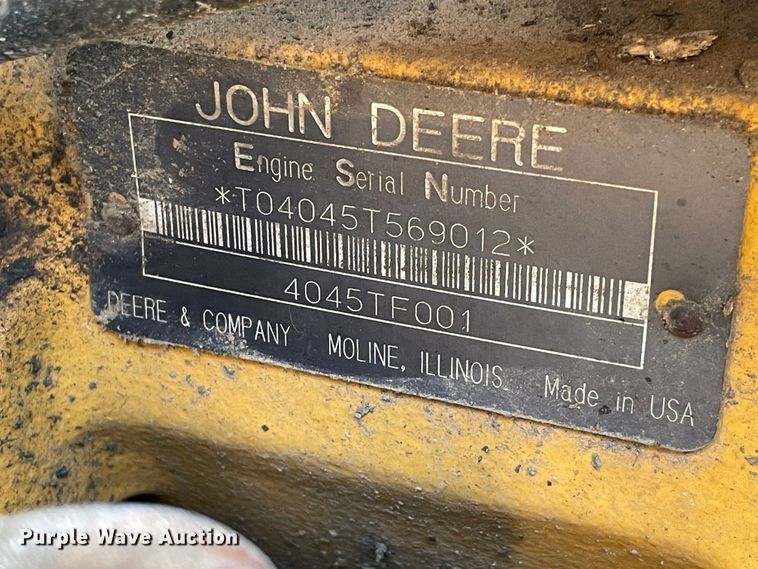 JOHN DEERE
Engine Serial Number
*T04045T569012*
4045TF001
DEERE & COMPANY MOLINE, ILLINOIS Made in USA
Purple Wave Auction